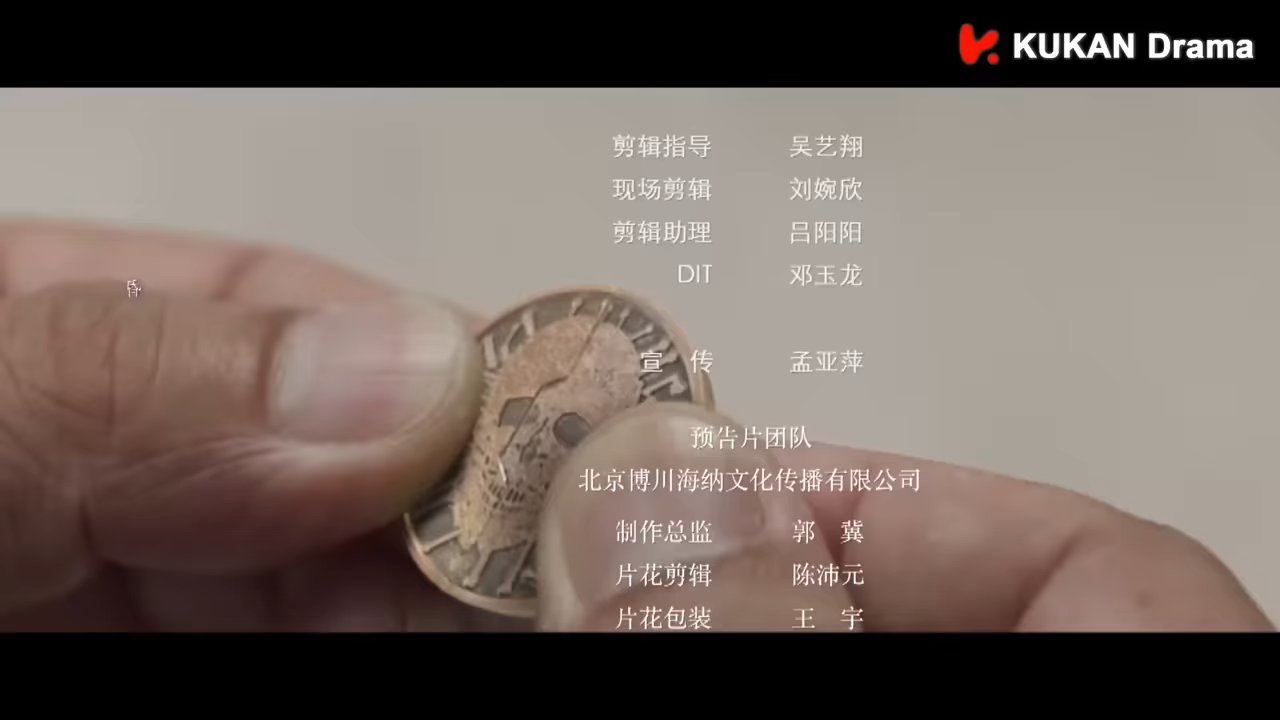 KUKAN Drama
剪辑指导 吴艺翔
现场剪辑 刘婉欣
剪辑助理 吕阳阳
DIT 邓玉龙
宣 传 孟亚萍
预告片团队
北京博川海纳文化传播有限公司
制作总监 郭 冀
片花剪辑 陈沛元
片花包装 王 宇